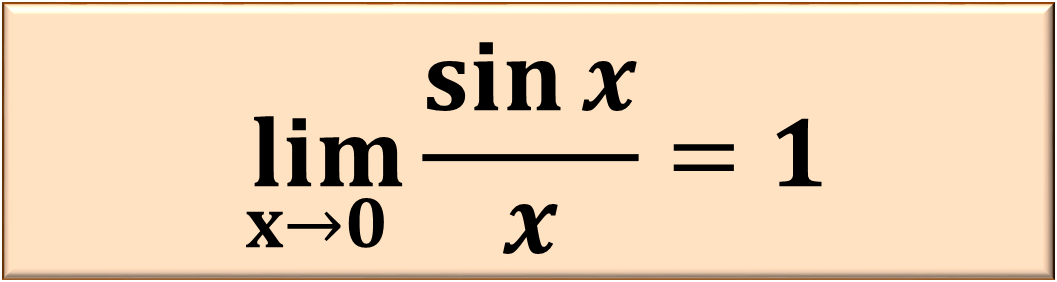 lim x→0 sin x / x = 1